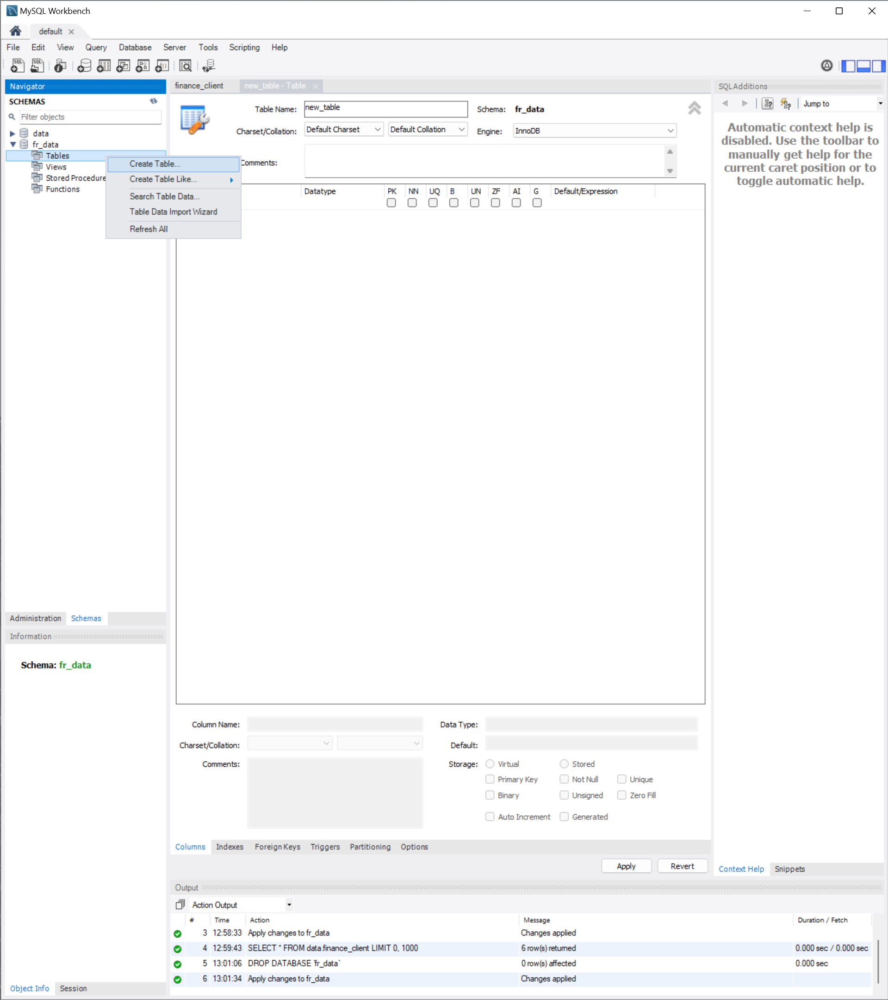 MySQL Workbench
default
File Edit View Query Database Server Tools Scripting Help
Navigator
SCHEMAS
Filter objects
data
fr_data
Tables
Views
Stored Procedure
Functions
Create Table...
Create Table Like...
Search Table Data...
Table Data Import Wizard
Refresh All
Administration Schemas
Information
Schema: fr_data
Object Info Session
finance_client new_table - Table
Table Name: new_table Schema: fr_data
Charset/Collation: Default Charset Default Collation Engine: InnoDB
Comments:
Datatype PK NN UQ B UN ZF AI G Default/Expression
Column Name: Data Type:
Charset/Collation: Default:
Comments: Storage: Virtual Stored
Primary Key Not Null Unique
Binary Unsigned Zero Fill
Auto Increment Generated
Columns Indexes Foreign Keys Triggers Partitioning Options
Apply Revert
SQLAdditions
Jump to
Automatic context help is
disabled. Use the toolbar to
manually get help for the
current caret position or to
toggle automatic help.
Context Help Snippets
Output
Action Output
# Time Action Message Duration / Fetch
3 12:58:33 Apply changes to fr_data Changes applied
4 12:59:43 SELECT * FROM data.finance_client LIMIT 0, 1000 6 row(s) returned 0.000 sec / 0.000 sec
5 13:01:06 DROP DATABASE `fr_data` 0 row(s) affected 0.000 sec
6 13:01:34 Apply changes to fr_data Changes applied